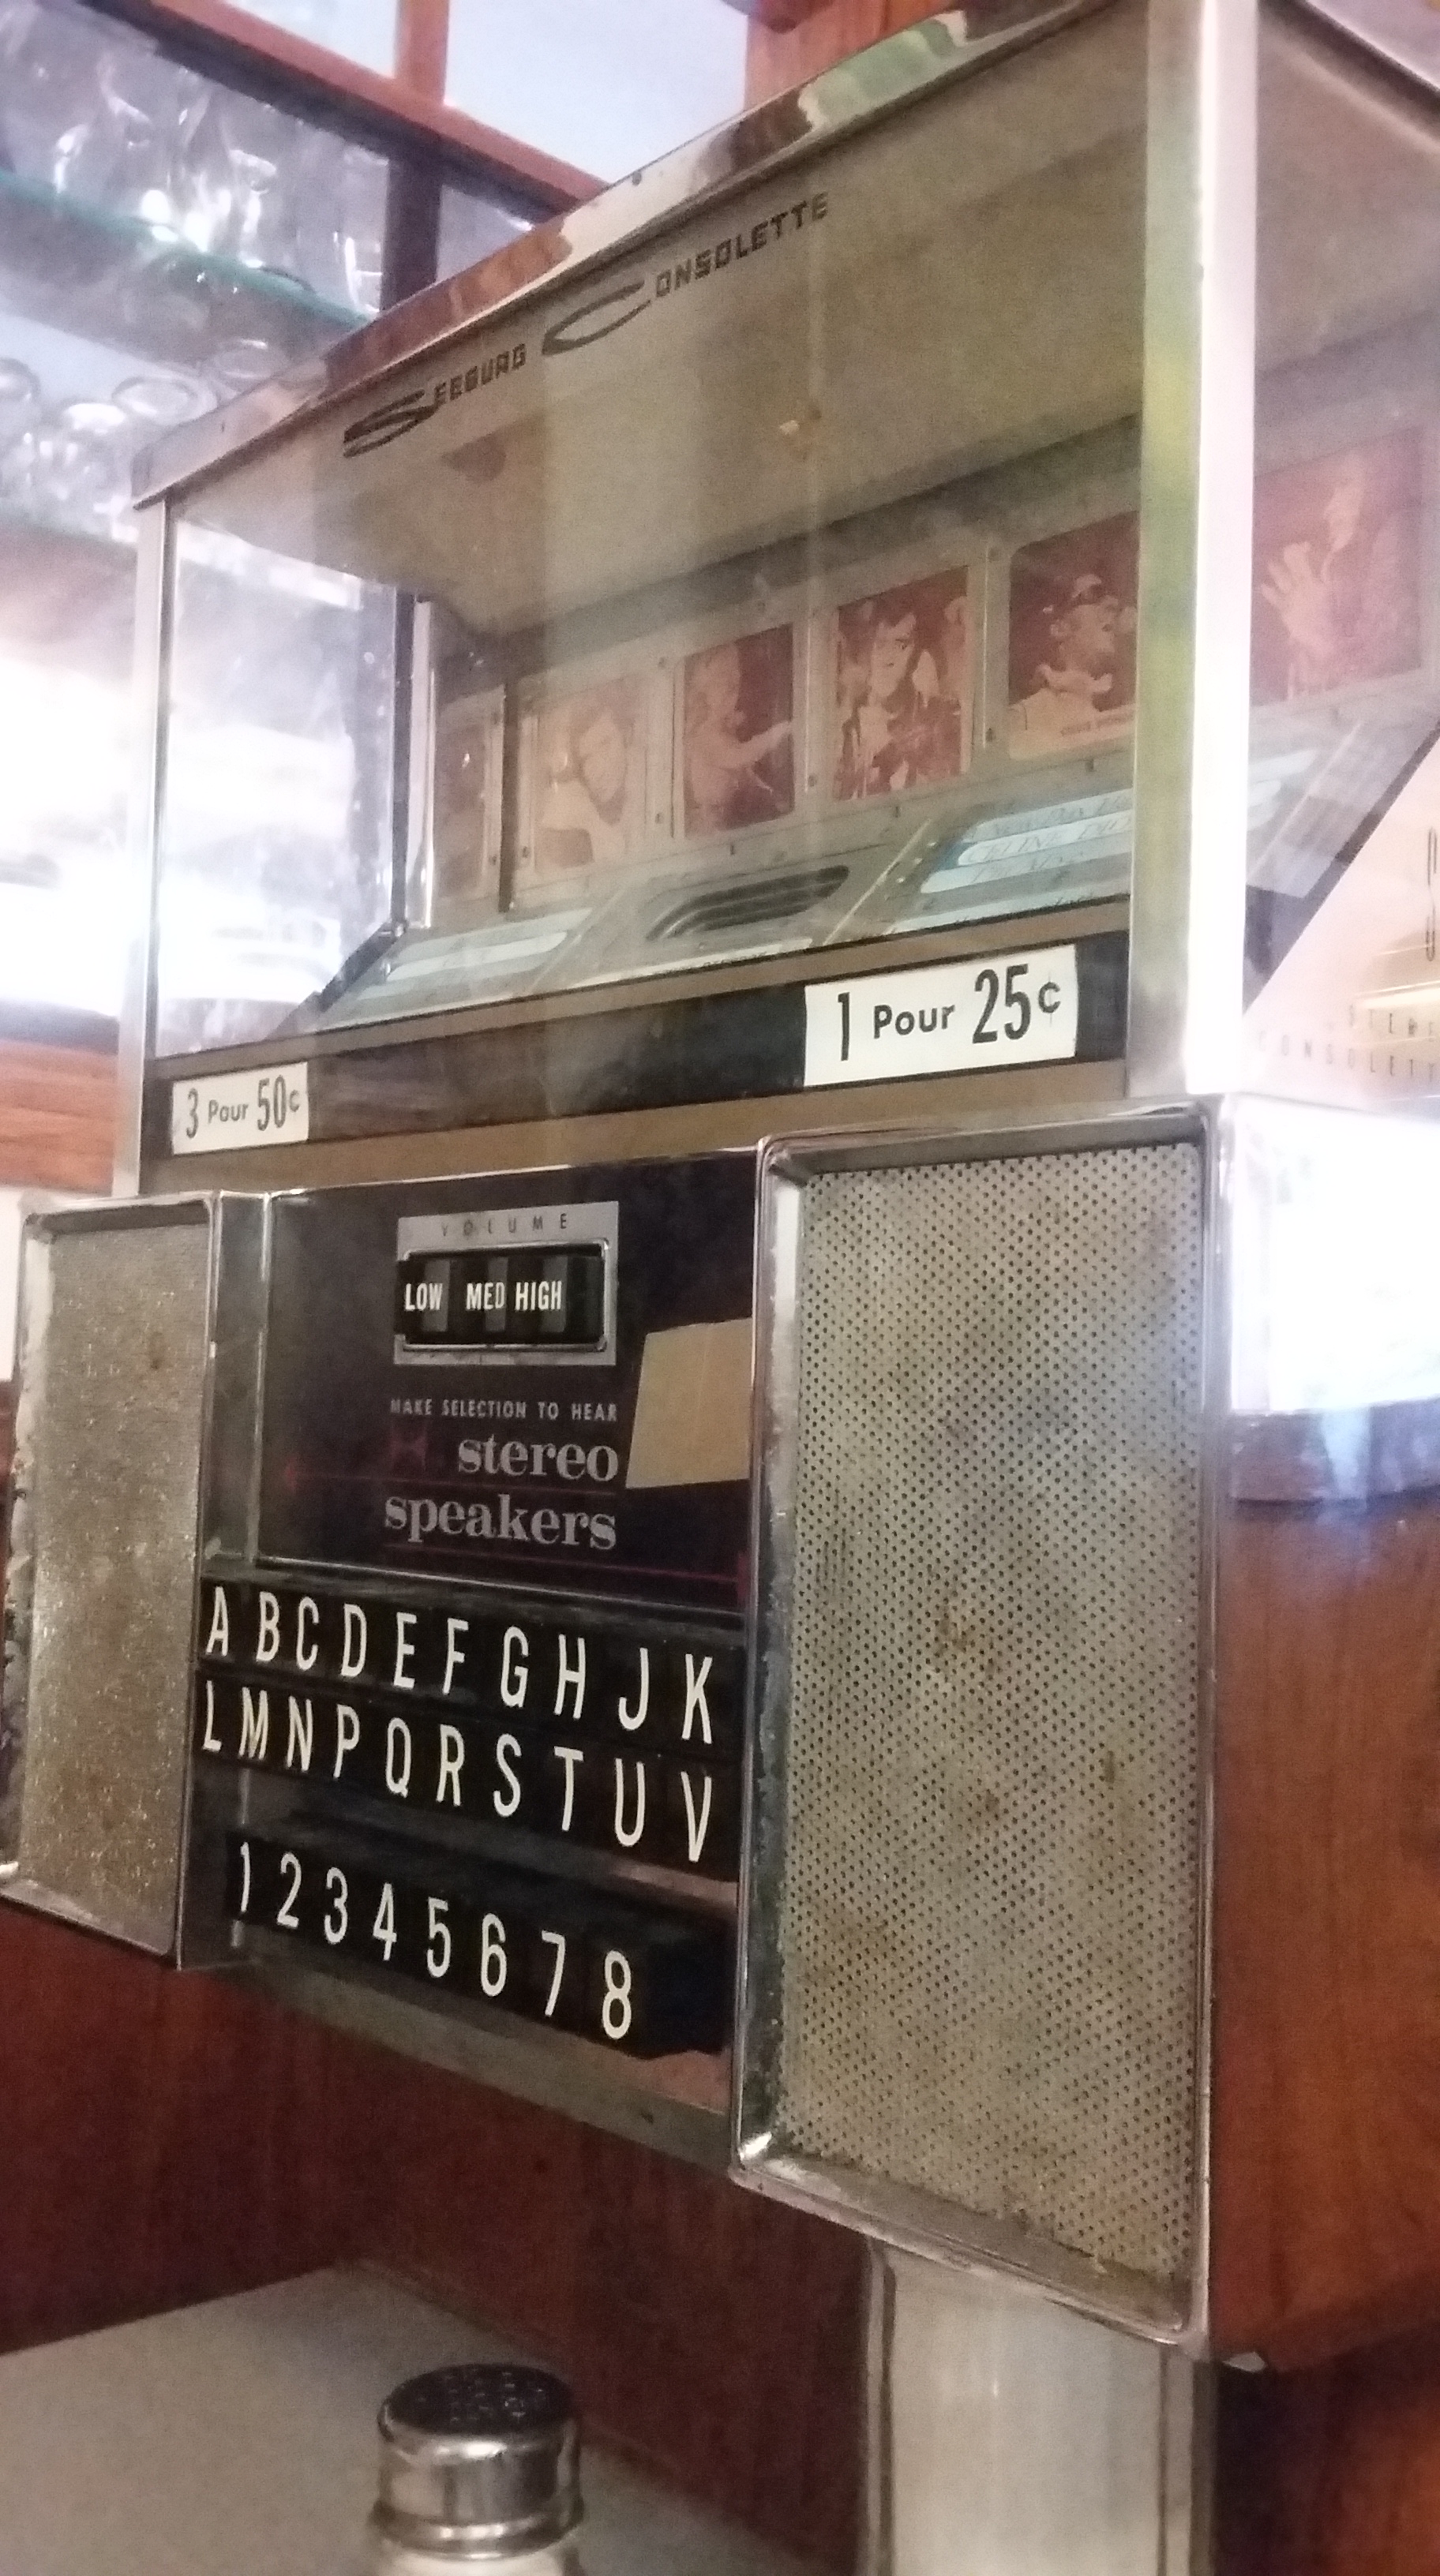 SEEBURG CONSOLETTE
1 Pour 25¢
3 Pour 50¢
VOLUME
LOW MED HIGH
MAKE SELECTION TO HEAR
stereo
speakers
A B C D E F G H J K
L M N P Q R S T U V
1 2 3 4 5 6 7 8